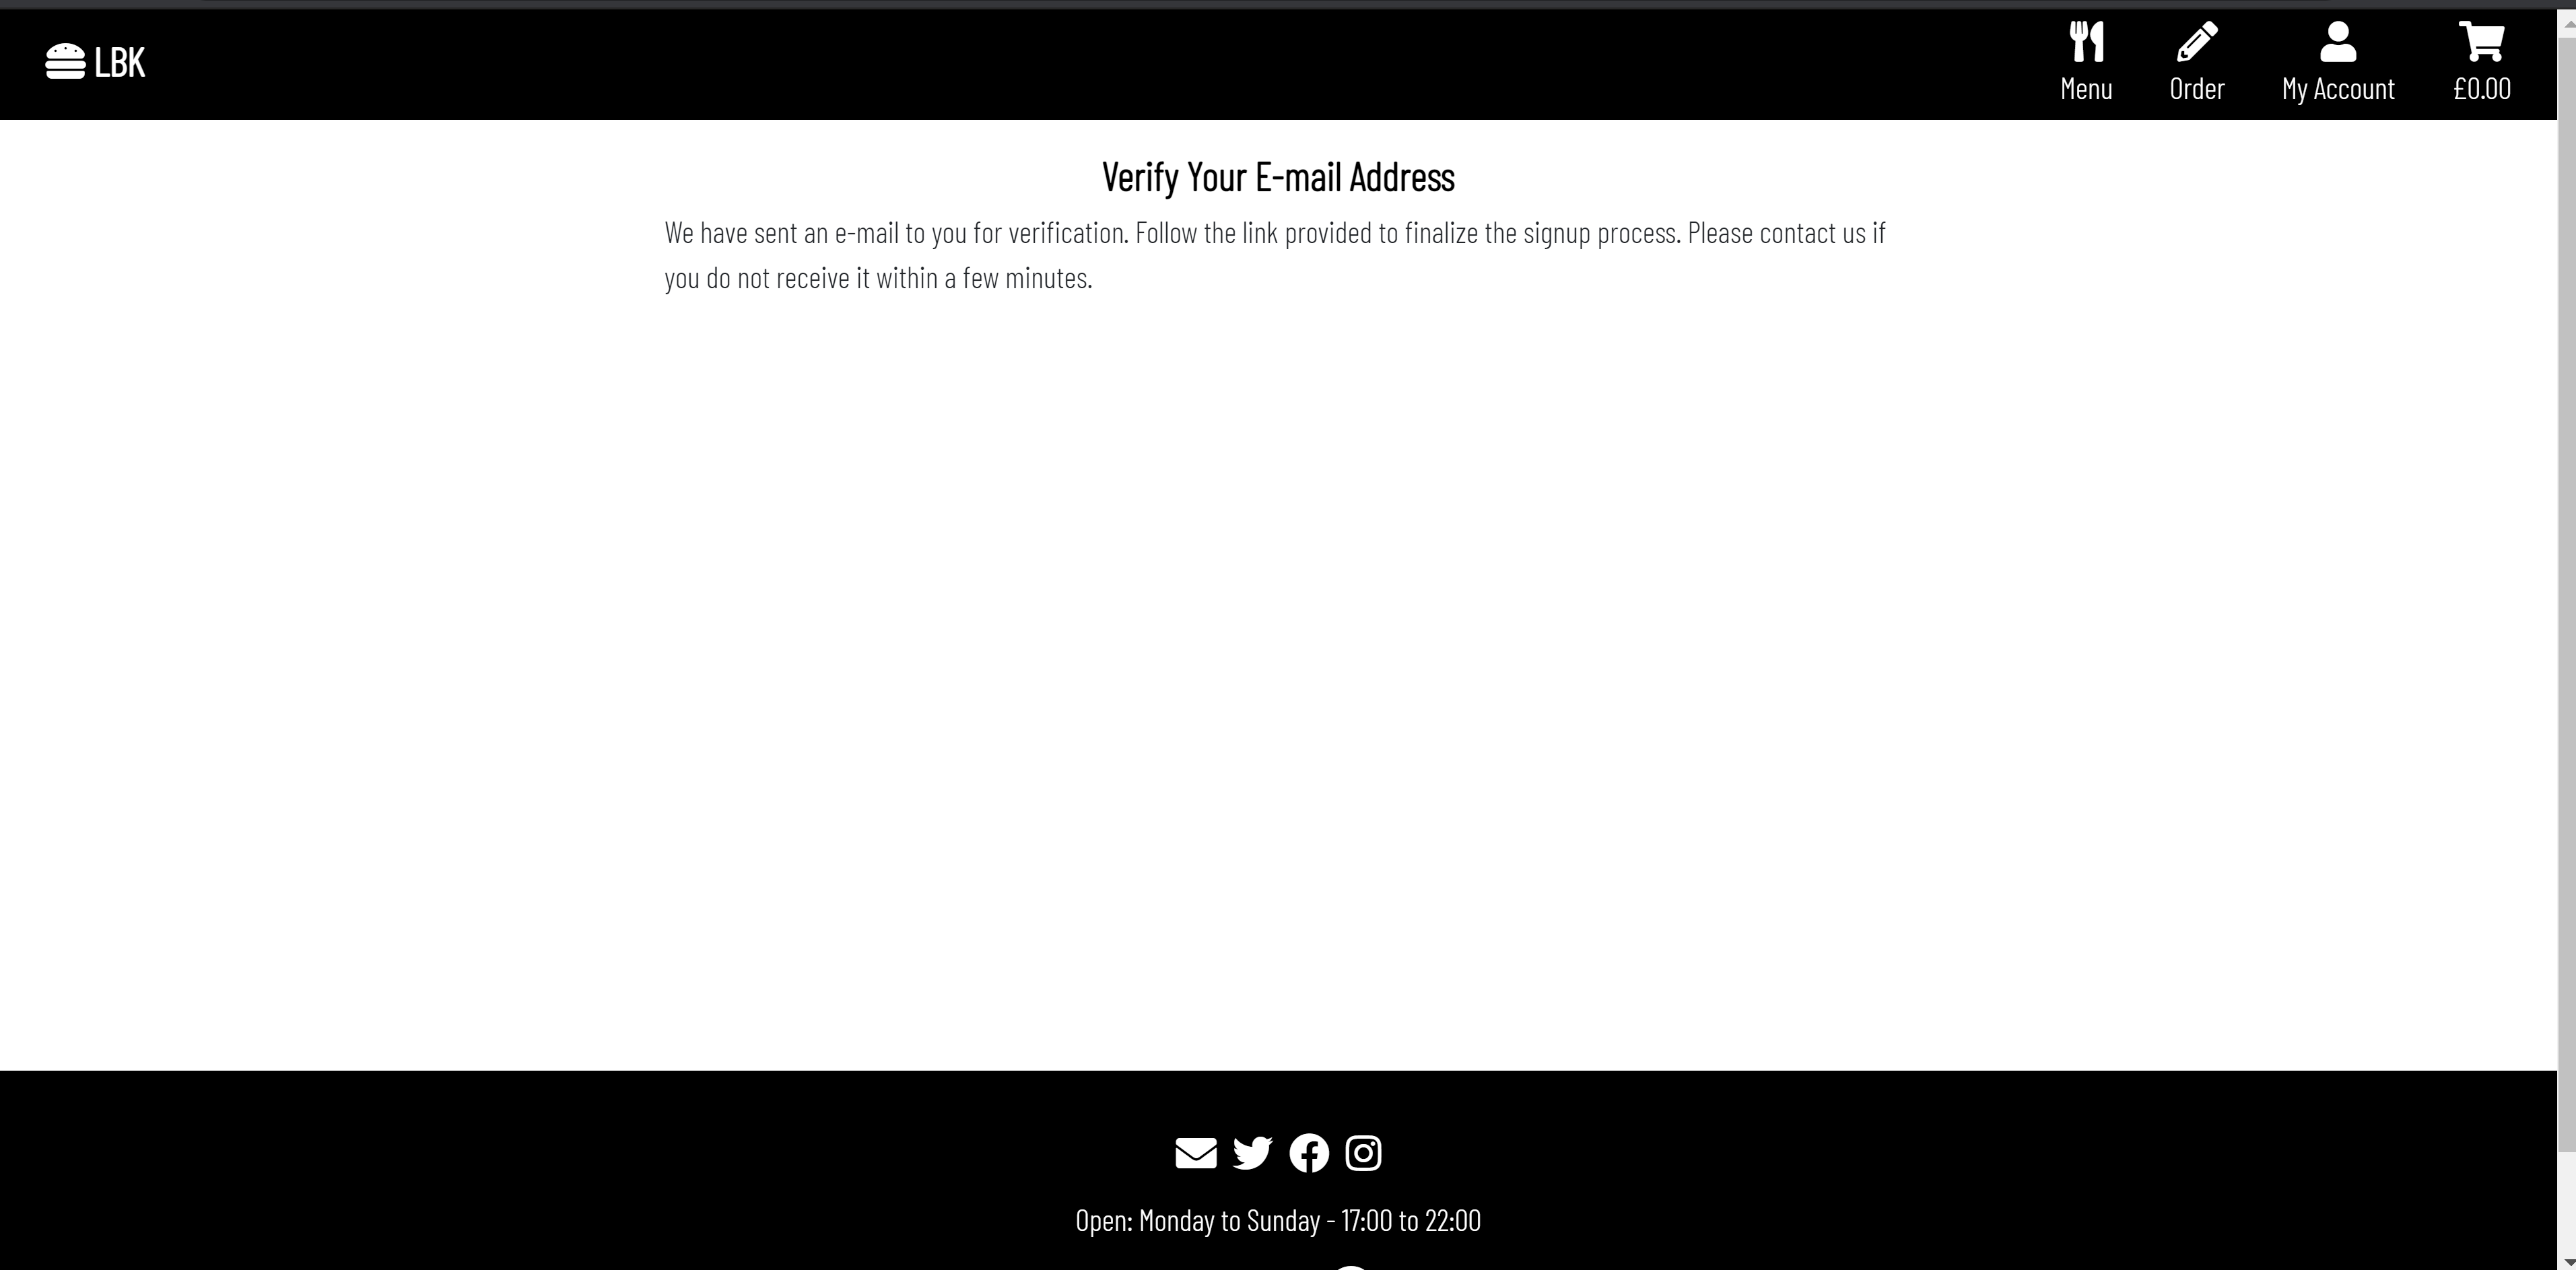 LBK
Menu
Order
My Account
£0.00
Verify Your E-mail Address
We have sent an e-mail to you for verification. Follow the link provided to finalize the signup process. Please contact us if
you do not receive it within a few minutes.
Open: Monday to Sunday - 17:00 to 22:00